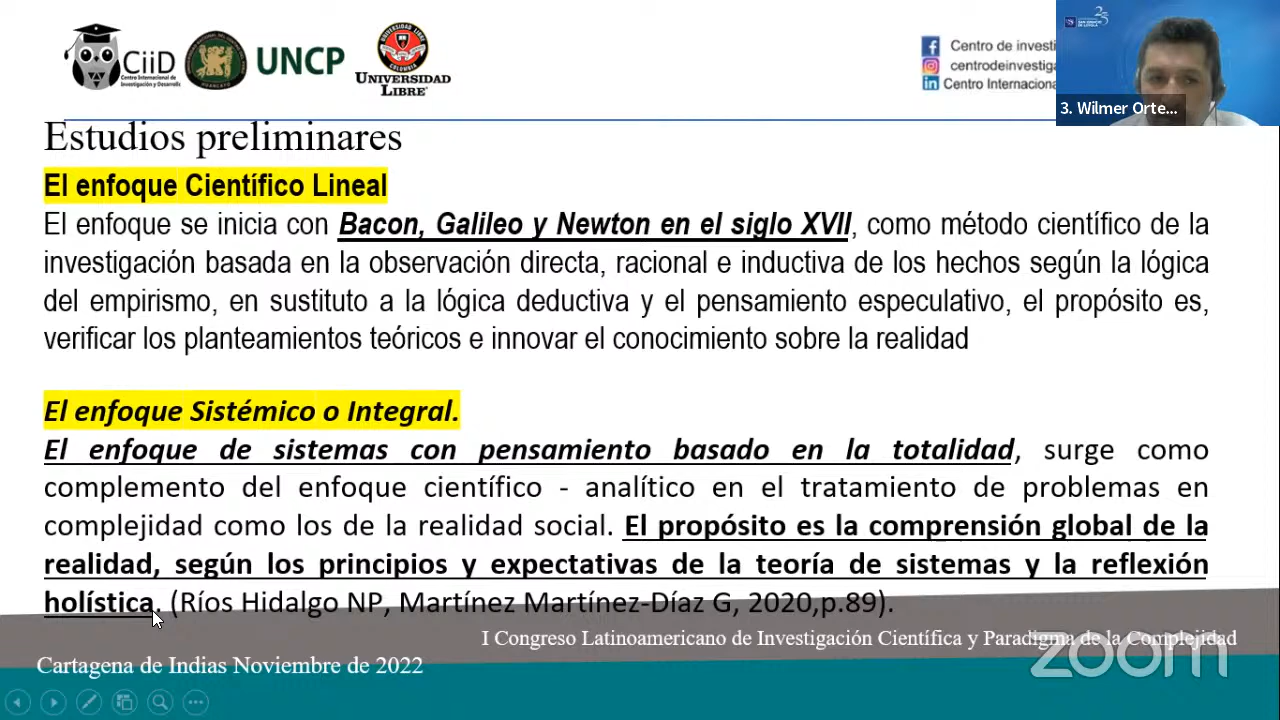 CiiD
Centro Internacional de
Investigación y Desarrollo
UNCP
UNIVERSIDAD LIBRE
COLOMBIA
UNIVERSIDAD
LIBRE
Centro de investi
centrodeinvestiga
Centro Internaciona
25
SAN IGNACIO
DE LOYOLA
3. Wilmer Orte...
Estudios preliminares
El enfoque Científico Lineal
El enfoque se inicia con Bacon, Galileo y Newton en el siglo XVII, como método científico de la
investigación basada en la observación directa, racional e inductiva de los hechos según la lógica
del empirismo, en sustituto a la lógica deductiva y el pensamiento especulativo, el propósito es,
verificar los planteamientos teóricos e innovar el conocimiento sobre la realidad
El enfoque Sistémico o Integral.
El enfoque de sistemas con pensamiento basado en la totalidad, surge como
complemento del enfoque científico - analítico en el tratamiento de problemas en
complejidad como los de la realidad social. El propósito es la comprensión global de la
realidad, según los principios y expectativas de la teoría de sistemas y la reflexión
holística. (Ríos Hidalgo NP, Martínez Martínez-Díaz G, 2020,p.89).
I Congreso Latinoamericano de Investigación Científica y Paradigma de la Complejidad
Cartagena de Indias Noviembre de 2022
zoom